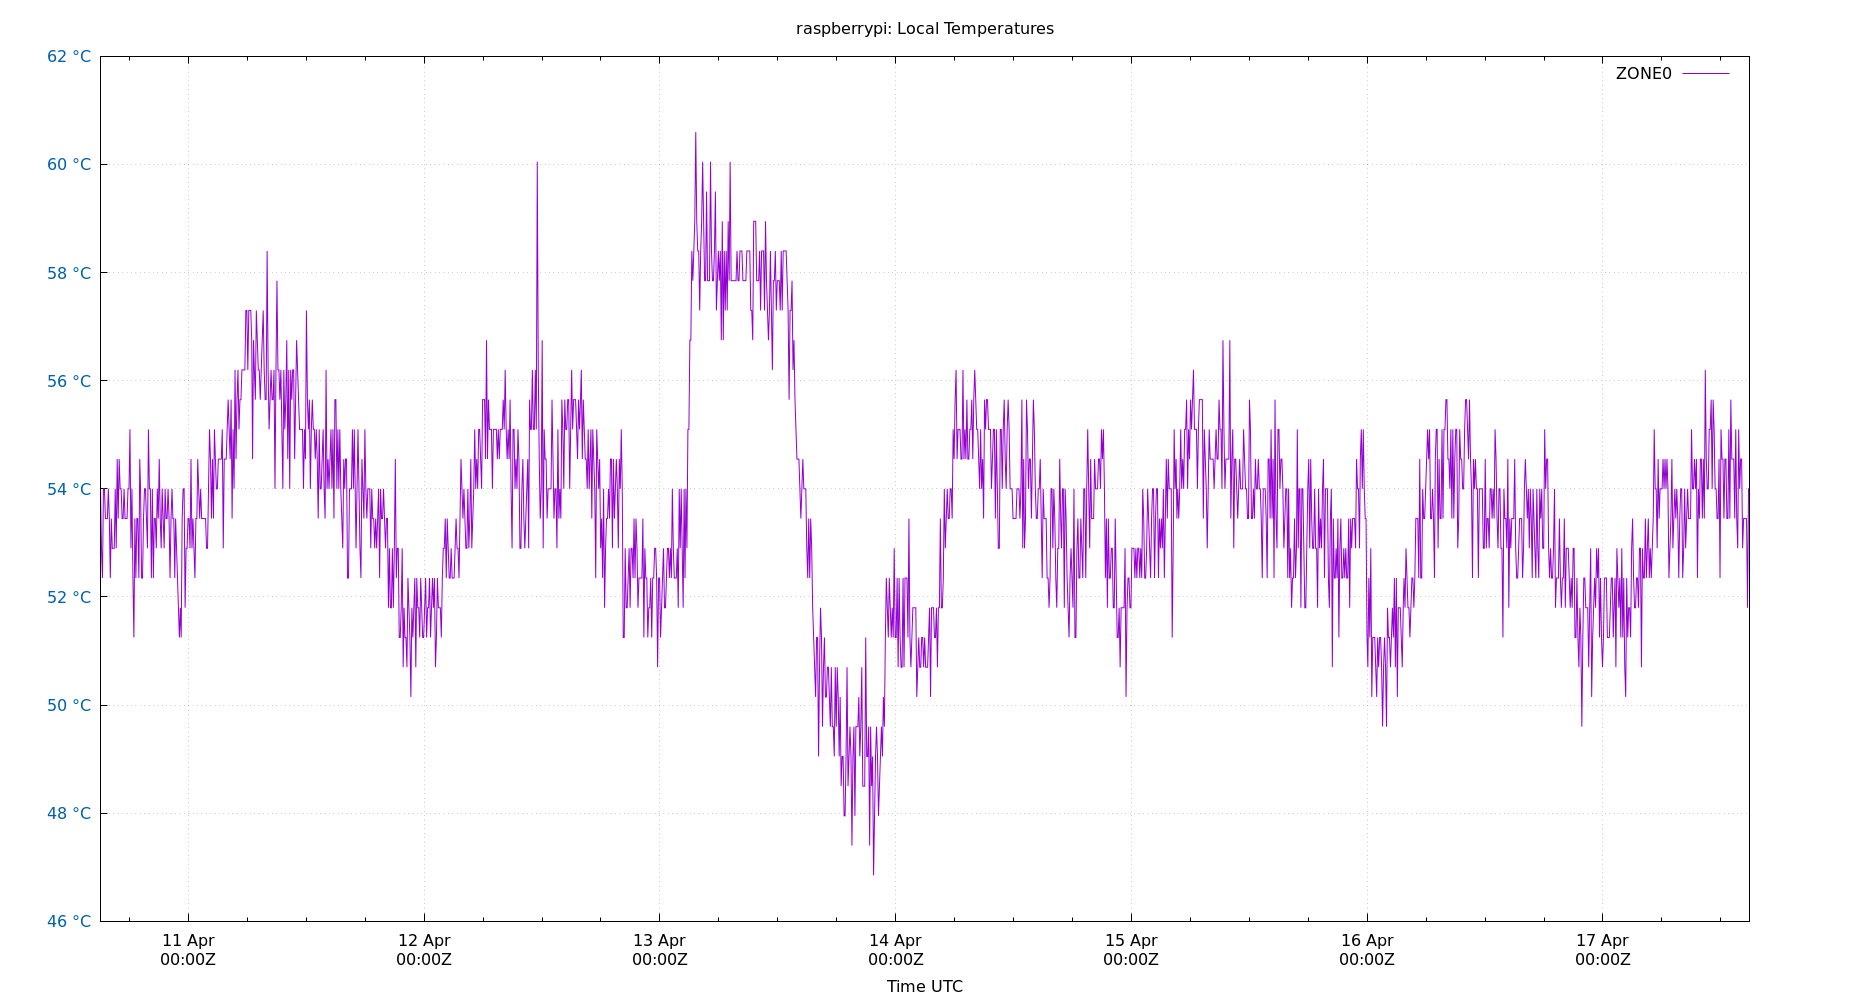 raspberrypi: Local Temperatures
62 °C
ZONE0
60 °C
58 °C
56 °C
54 °C
52 °C
50 °C
48 °C
46 °C
11 Apr 12 Apr 13 Apr 14 Apr 15 Apr 16 Apr 17 Apr
00:00Z 00:00Z 00:00Z 00:00Z 00:00Z 00:00Z 00:00Z
Time UTC